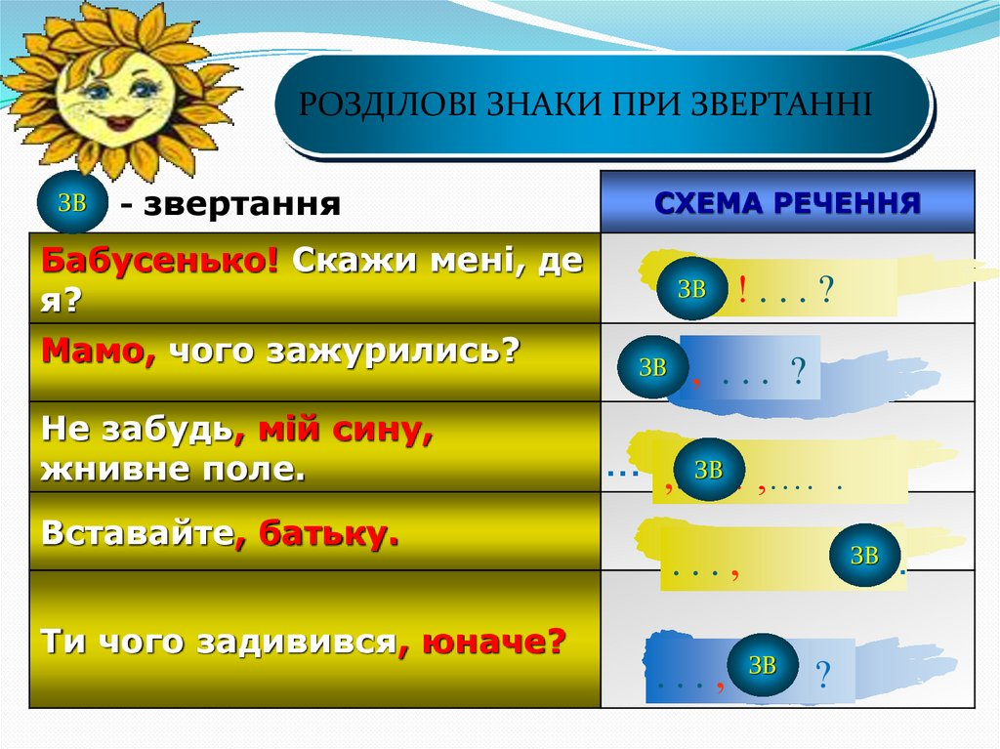 РОЗДІЛОВІ ЗНАКИ ПРИ ЗВЕРТАННІ
ЗВ - звертання
СХЕМА РЕЧЕННЯ
Бабусенько! Скажи мені, де
я?
ЗВ ! . . . ?
Мамо, чого зажурились?
ЗВ , . . . ?
Не забудь, мій сину,
жнивне поле.
... , ЗВ ,.... .
Вставайте, батьку.
. . . , ЗВ .
Ти чого задивився, юначе?
. . . , ЗВ ?